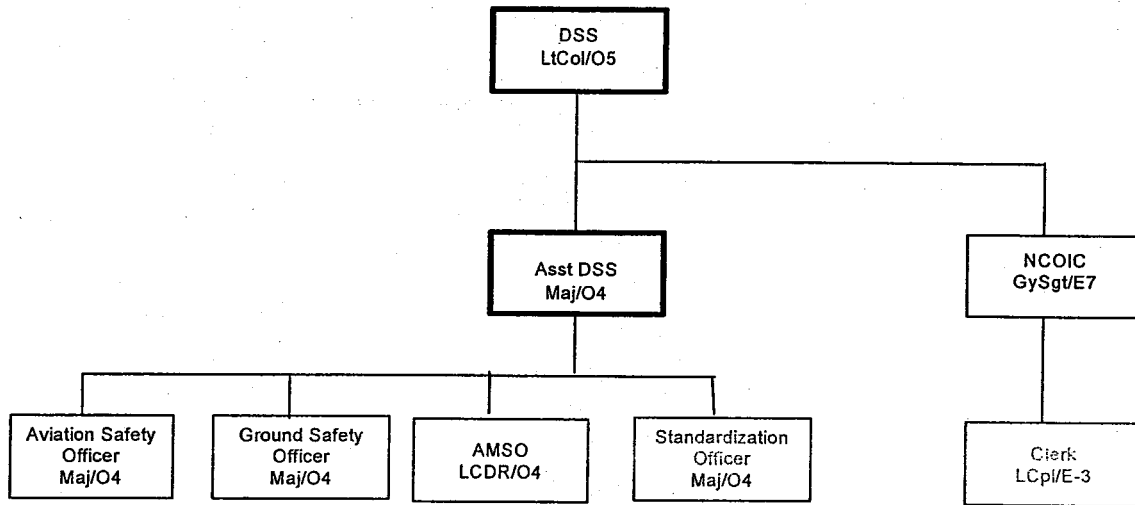 DSS
LtCol/O5
Asst DSS
Maj/O4
NCOIC
GySgt/E7
Aviation Safety
Officer
Maj/O4
Ground Safety
Officer
Maj/O4
AMSO
LCDR/O4
Standardization
Officer
Maj/O4
Clerk
LCpl/E-3